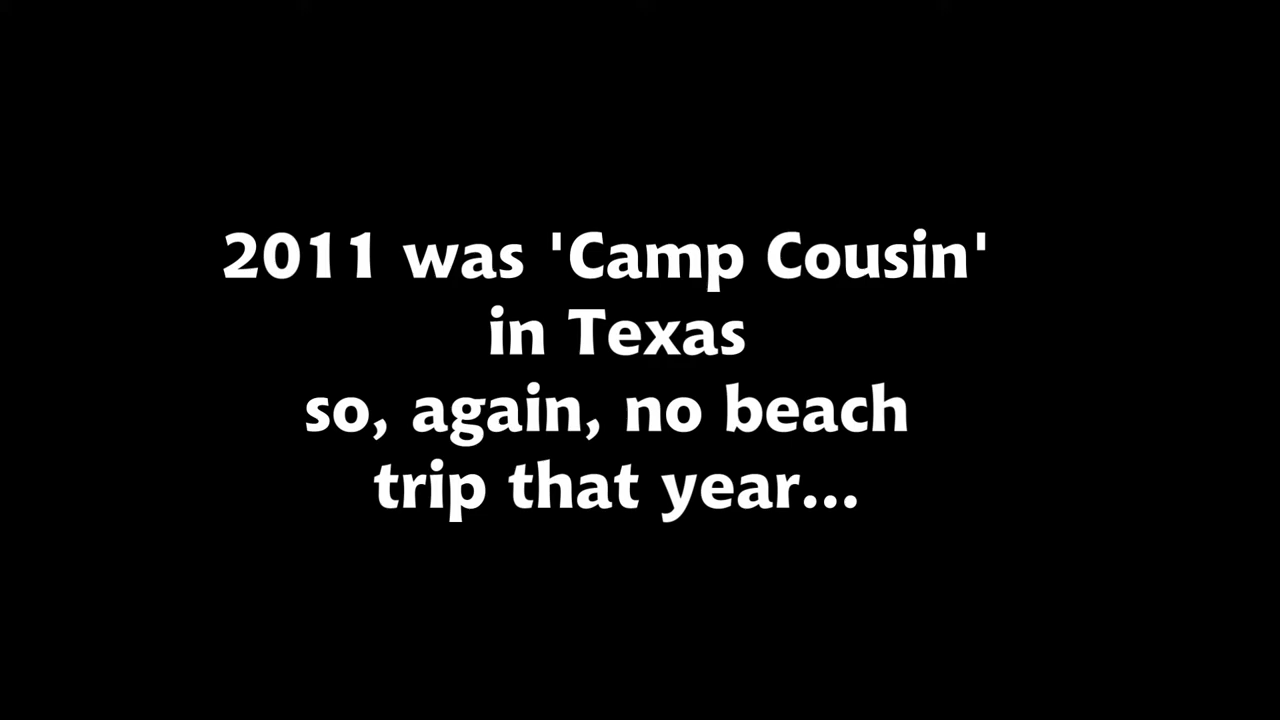 2011 was 'Camp Cousin'
in Texas
so, again, no beach
trip that year...